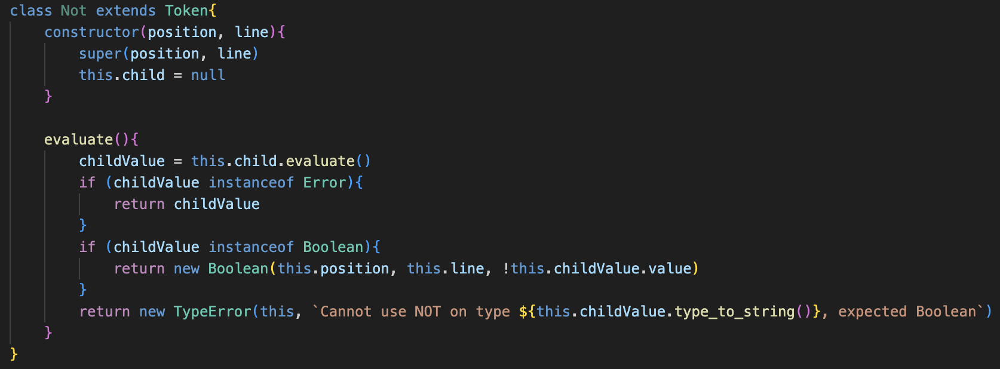 class Not extends Token{
    constructor(position, line){
        super(position, line)
        this.child = null
    }

    evaluate(){
        childValue = this.child.evaluate()
        if (childValue instanceof Error){
            return childValue
        }
        if (childValue instanceof Boolean){
            return new Boolean(this.position, this.line, !this.childValue.value)
        }
        return new TypeError(this, `Cannot use NOT on type ${this.childValue.type_to_string()}, expected Boolean`)
    }
}